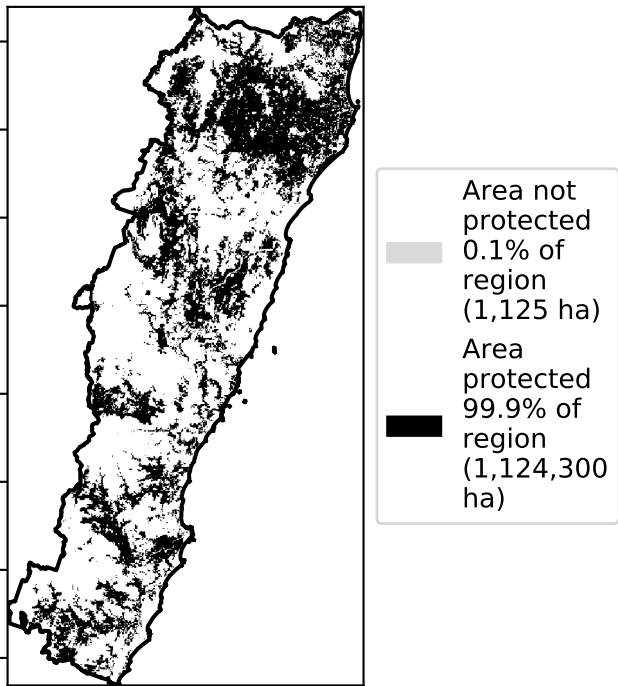 Area not
protected
0.1% of
region
(1,125 ha)
Area
protected
99.9% of
region
(1,124,300
ha)